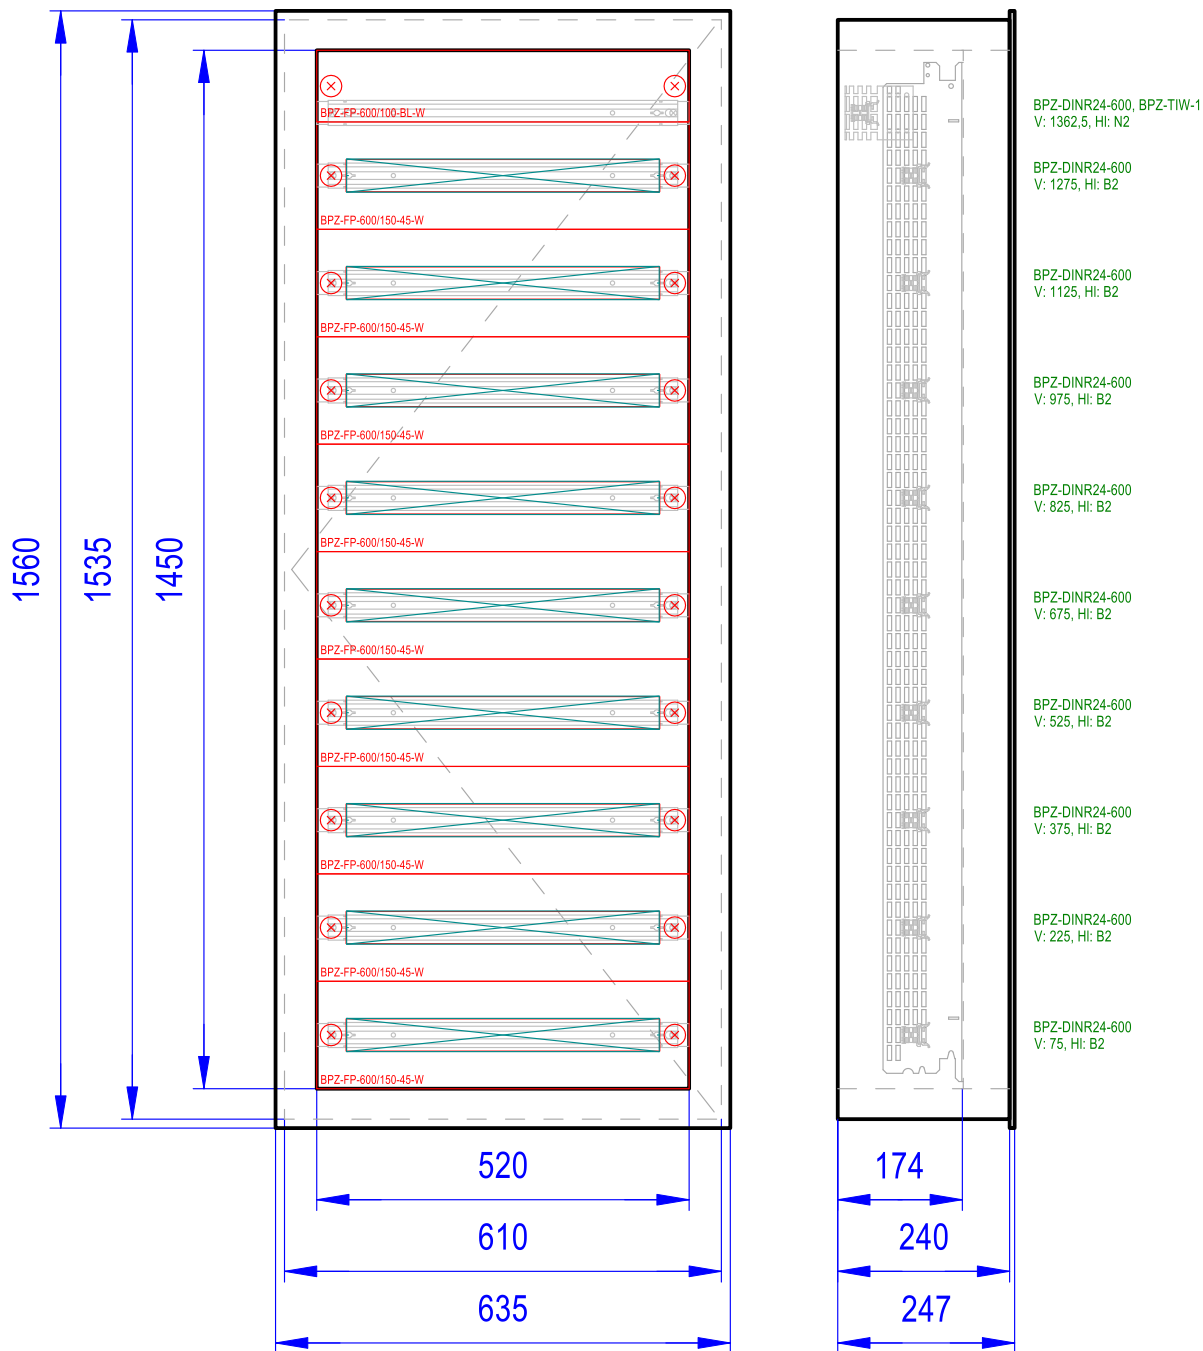 BPZ-FP-600/100-BL-W
BPZ-FP-600/150-45-W
BPZ-FP-600/150-45-W
BPZ-FP-600/150-45-W
BPZ-FP-600/150-45-W
BPZ-FP-600/150-45-W
BPZ-FP-600/150-45-W
BPZ-FP-600/150-45-W
BPZ-FP-600/150-45-W
BPZ-FP-600/150-45-W
1560
1535
1450
520
610
635
174
240
247
BPZ-DINR24-600, BPZ-TIW-1
V: 1362,5, HI: N2
BPZ-DINR24-600
V: 1275, HI: B2
BPZ-DINR24-600
V: 1125, HI: B2
BPZ-DINR24-600
V: 975, HI: B2
BPZ-DINR24-600
V: 825, HI: B2
BPZ-DINR24-600
V: 675, HI: B2
BPZ-DINR24-600
V: 525, HI: B2
BPZ-DINR24-600
V: 375, HI: B2
BPZ-DINR24-600
V: 225, HI: B2
BPZ-DINR24-600
V: 75, HI: B2